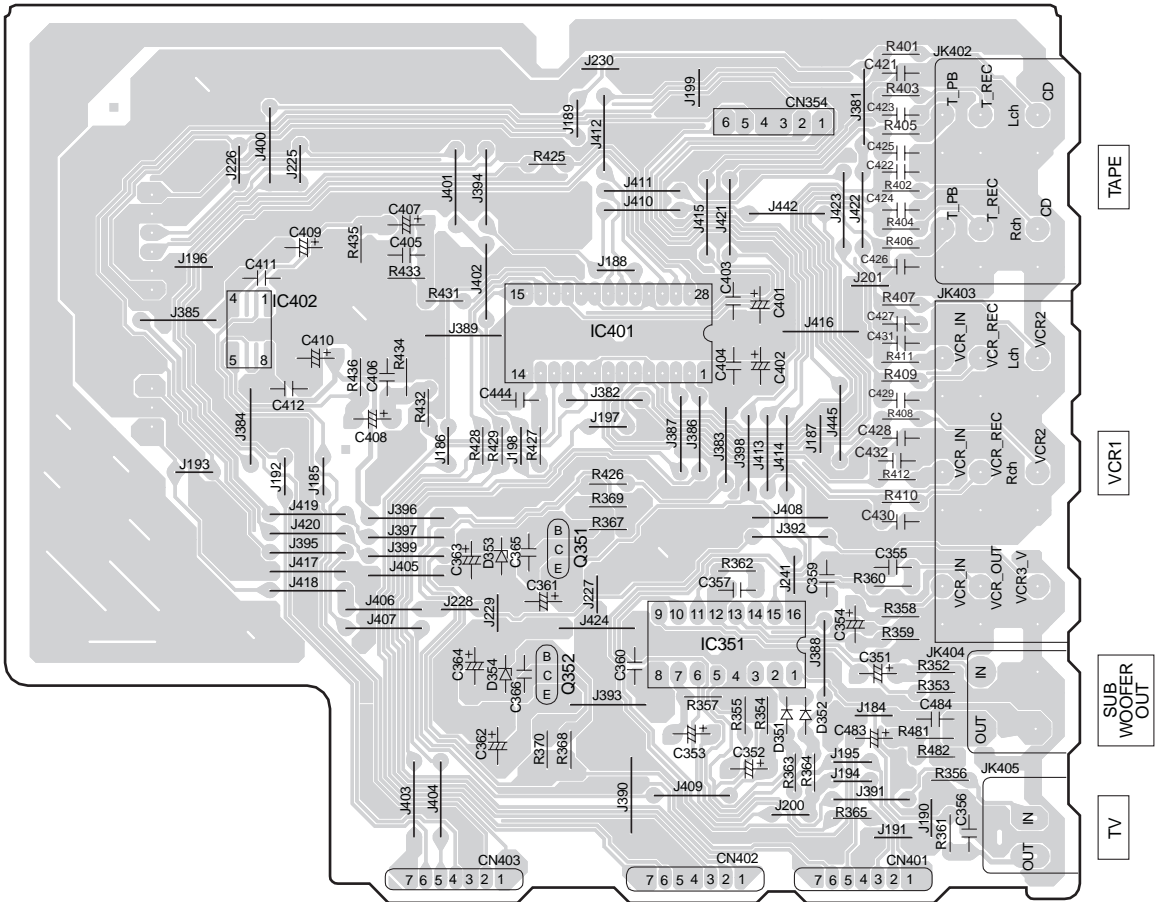 R401
JK402
J230
C421
T_PB
T_REC
CD
Lch
J199
R403
J381
CN354
C423
6 5 4 3 2 1
R405
J189
J412
J400
J226
J225
C425
C422
TAPE
R425
J401
J394
J411
R402
J410
C424
T_PB
T_REC
Rch
CD
J415
J421
J442
J423
J422
R404
C407
R435
C409
C405
R406
C426
J196
C411
R433
J402
J188
C403
J201
4 1
IC402
R431
15 28
C401
R407
JK403
J385
J389
IC401
J416
C427
C431
VCR_IN
VCR_REC
Lch
VCR2
C410
R434
5 8
R436
C406
C404
C402
R411
14 1
R409
C412
C444
J382
C429
R432
J384
C408
J197
J387
J386
J383
J398
J413
J414
J187
J445
R408
C428
J186
R428
R429
J198
R427
VCR_IN
VCR_REC
Rch
VCR2
VCR1
C432
J193
J192
J185
R426
R412
R369
R410
J419
J396
J408
C430
J420
J397
R367
J392
B
C
E
Q351
J395
J399
C363
D353
C365
J417
J405
R362
J241
C359
C355
J418
C357
R360
VCR_IN
VCR_OUT
VCR3_V
C361
J227
J406
J228
J229
9 10 11 12 13 14 15 16
R358
J407
J424
C354
IC351
R359
J388
JK404
C364
D354
C366
B
C
E
Q352
C360
8 7 6 5 4 3 2 1
C351
R352
IN
R353
SUB
WOOFER
OUT
J393
R357
R355
R354
D351
D352
J184
C484
C362
R370
R368
C353
C483
R481
OUT
C352
R482
R363
R364
J195
J194
R356
JK405
J403
J404
J390
J409
J391
J200
R365
J190
R361
C356
IN
TV
J191
OUT
CN403
CN402
CN401
7 6 5 4 3 2 1
7 6 5 4 3 2 1
7 6 5 4 3 2 1